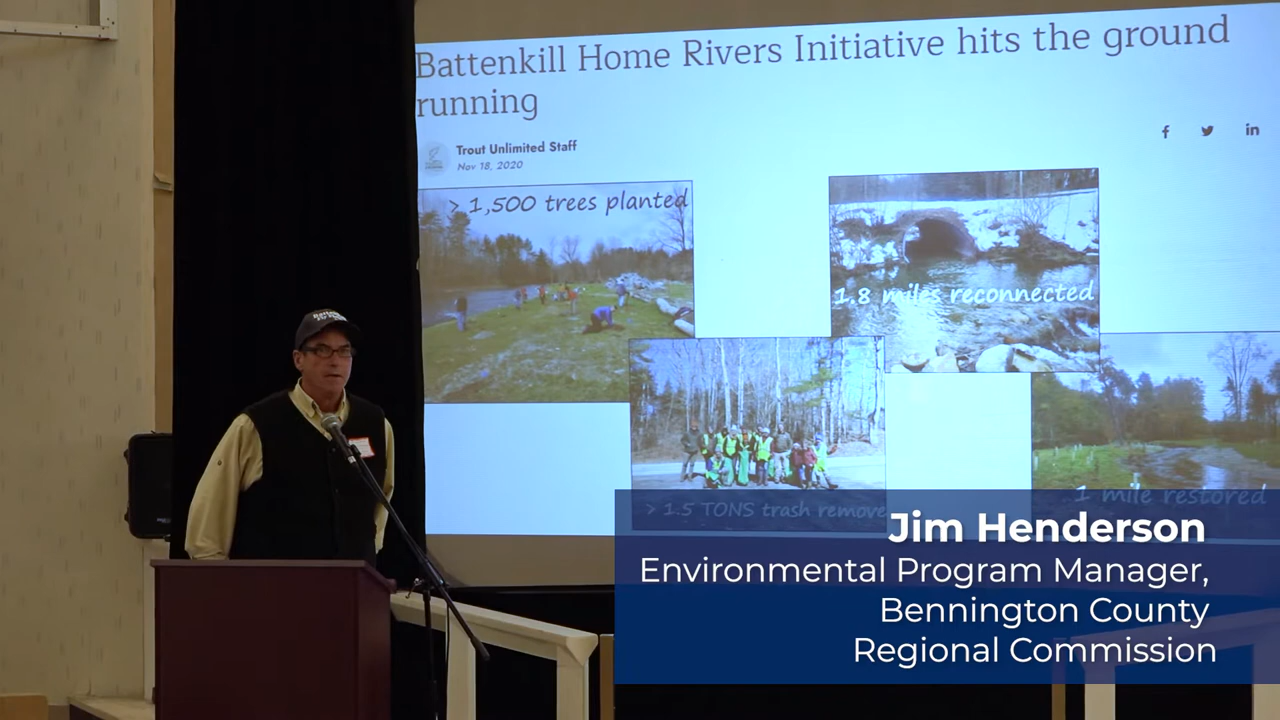 Battenkill Home Rivers Initiative hits the ground
running
Trout Unlimited Staff
Nov 18, 2020
f
in
> 1,500 trees planted
1.8 miles reconnected
> 1.5 TONS trash remove
1 mile restored
Jim Henderson
Environmental Program Manager,
Bennington County
Regional Commission